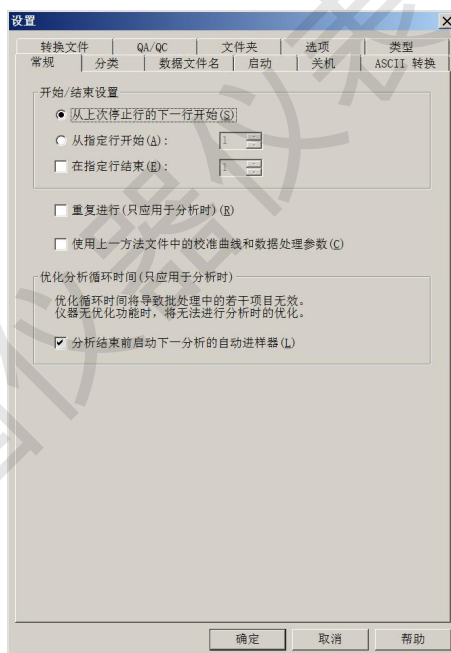 设置
转换文件 QA/QC 文件夹 选项 类型
常规 分类 数据文件名 启动 关机 ASCII 转换
开始/结束设置
从上次停止行的下一行开始(S)
从指定行开始(A): 1
在指定行结束(E): 1
重复进行(只应用于分析时)(R)
使用上一方法文件中的校准曲线和数据处理参数(C)
优化分析循环时间(只应用于分析时)
优化循环时间将导致批处理中的若干项目无效。
仪器无优化功能时，将无法进行分析时的优化。
分析结束前启动下一分析的自动进样器(L)
确定 取消 帮助